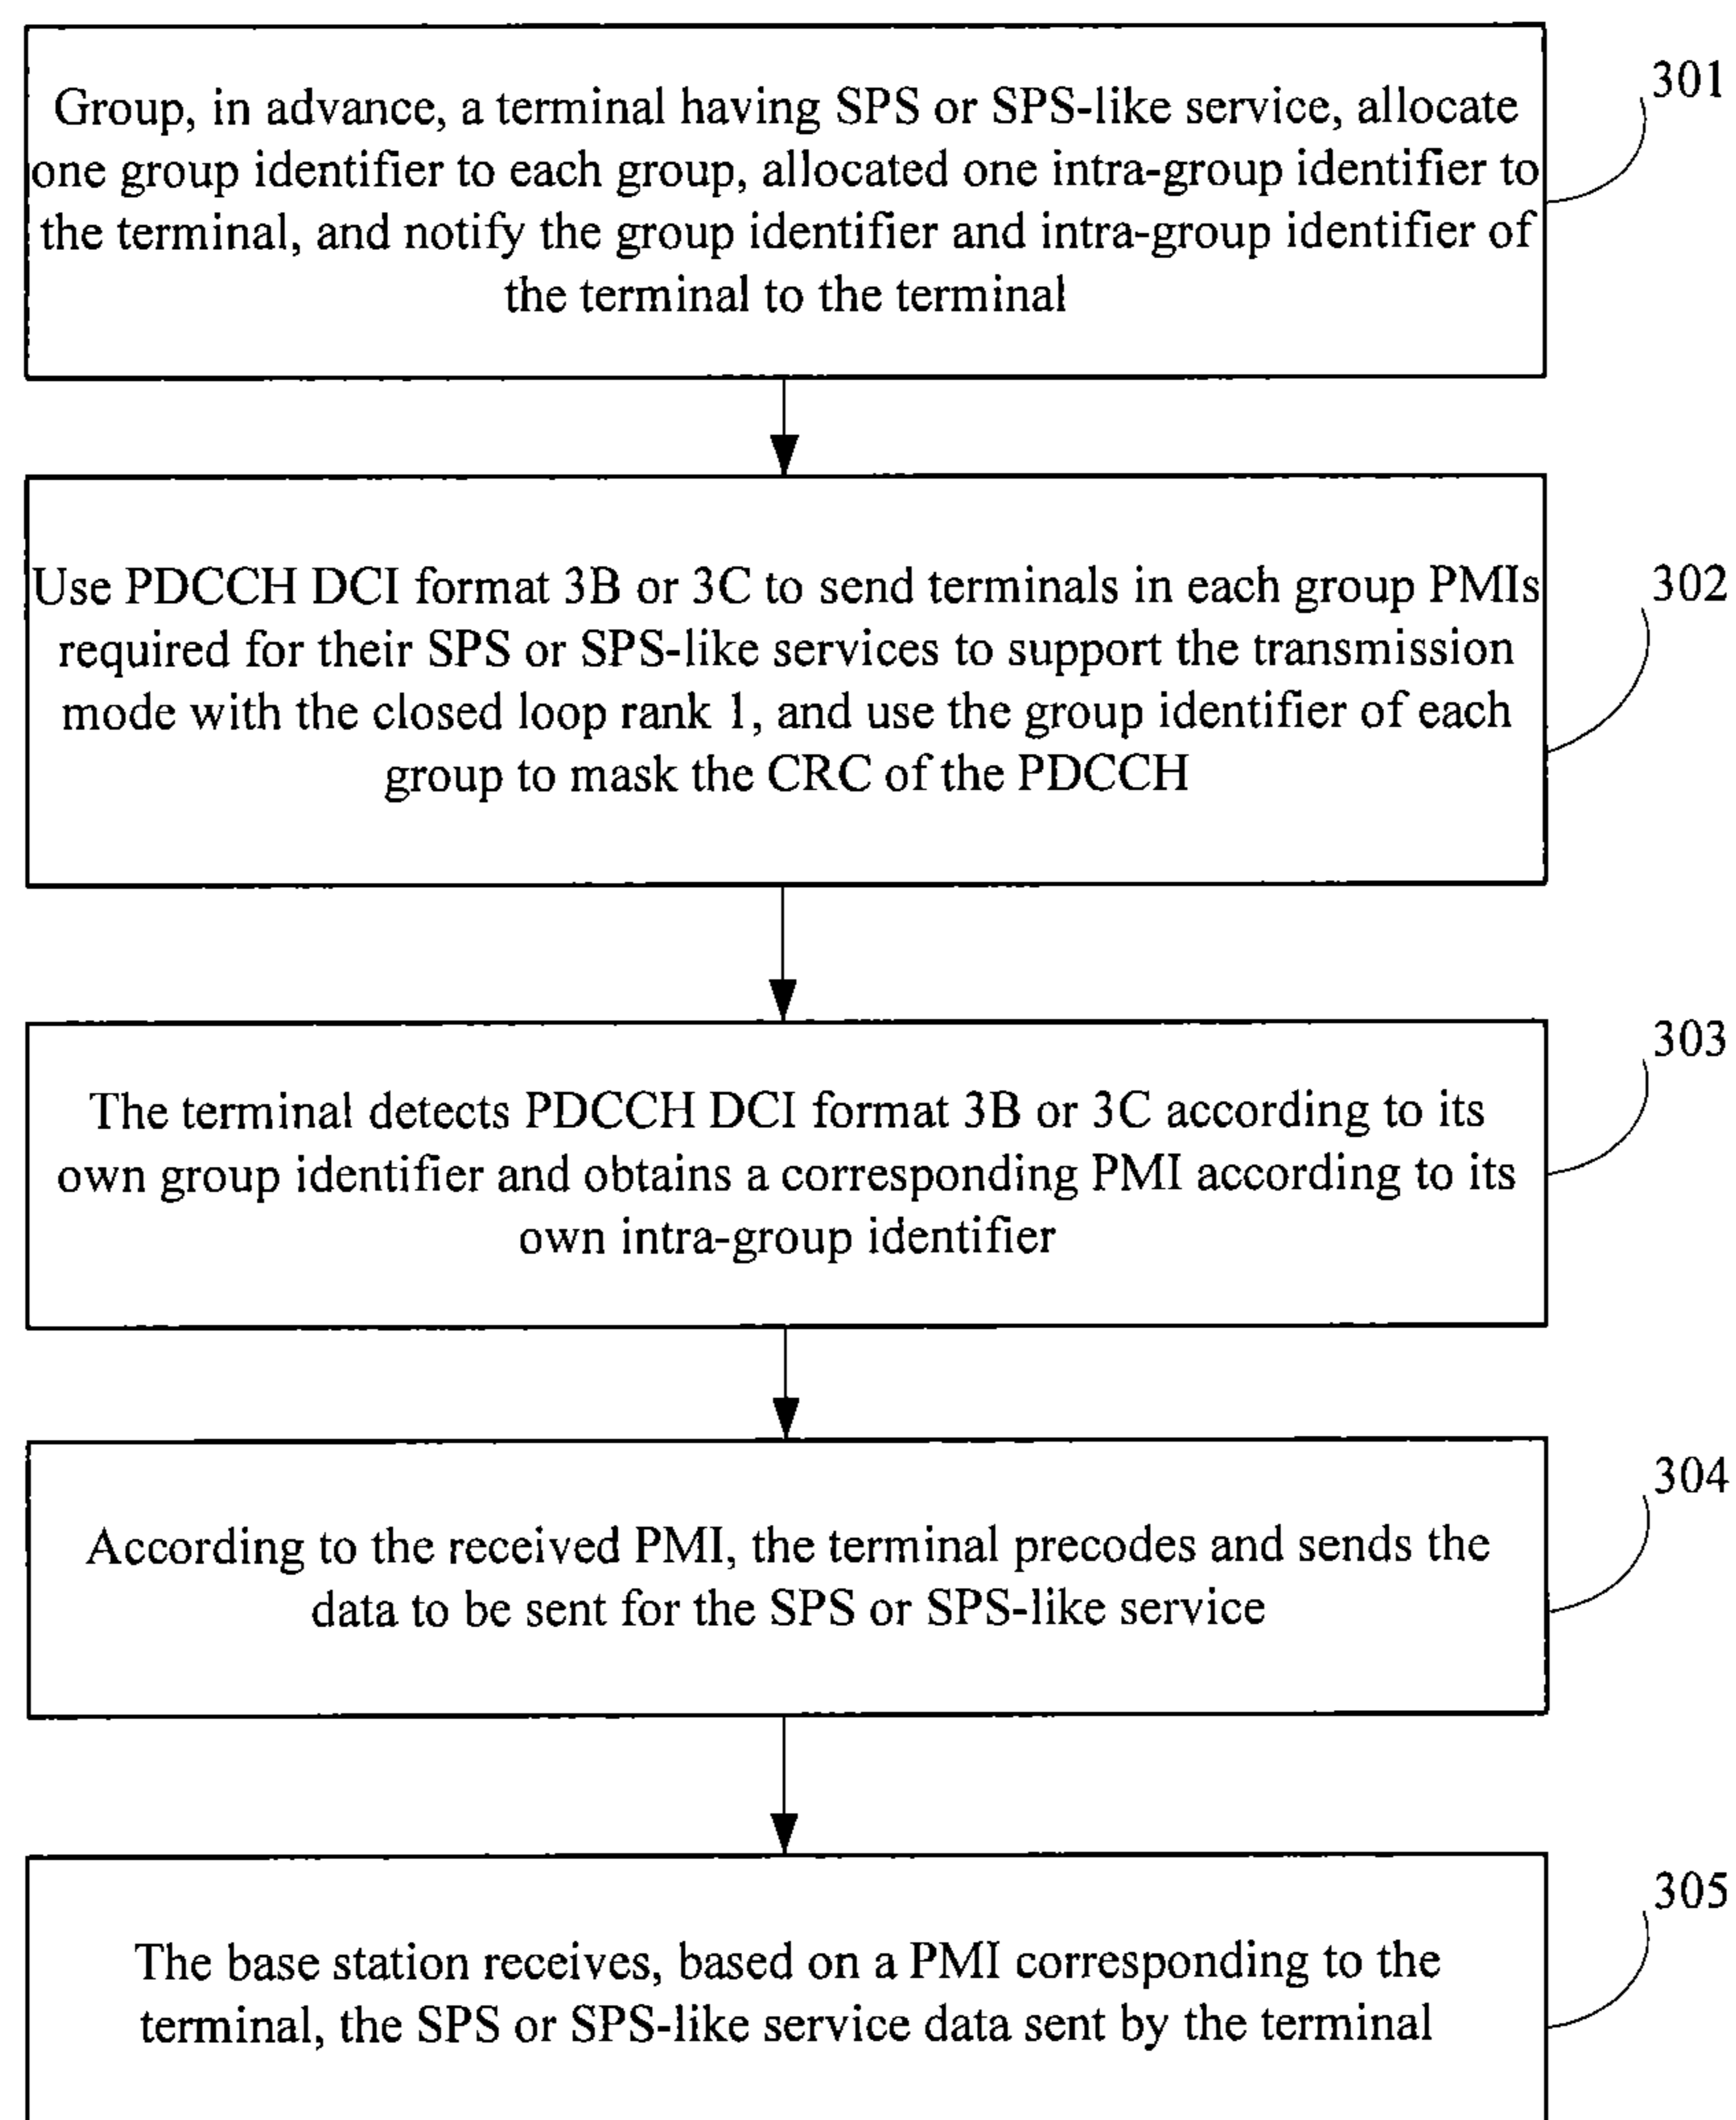 301
Group, in advance, a terminal having SPS or SPS-like service, allocate
one group identifier to each group, allocated one intra-group identifier to
the terminal, and notify the group identifier and intra-group identifier of
the terminal to the terminal
302
Use PDCCH DCI format 3B or 3C to send terminals in each group PMIs
required for their SPS or SPS-like services to support the transmission
mode with the closed loop rank 1, and use the group identifier of each
group to mask the CRC of the PDCCH
303
The terminal detects PDCCH DCI format 3B or 3C according to its
own group identifier and obtains a corresponding PMI according to its
own intra-group identifier
304
According to the received PMI, the terminal precodes and sends the
data to be sent for the SPS or SPS-like service
305
The base station receives, based on a PMI corresponding to the
terminal, the SPS or SPS-like service data sent by the terminal